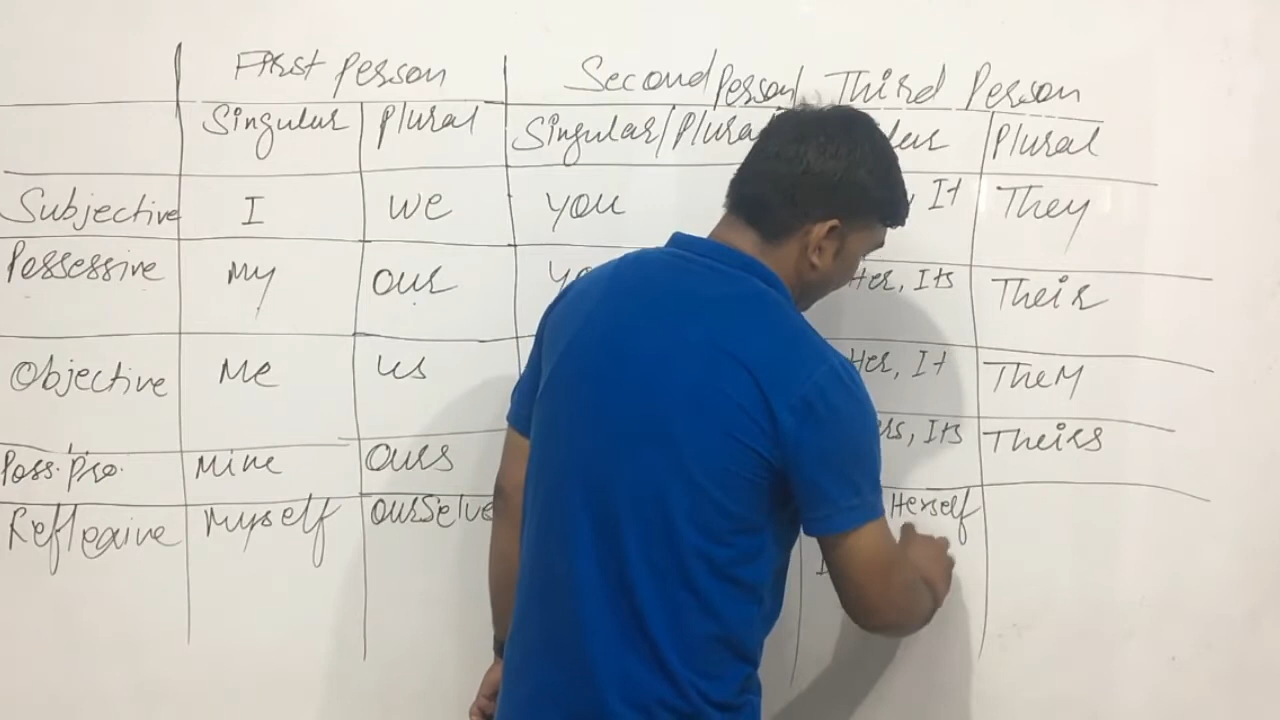 First Person Second Person Third Person
Singular Plural Singular/Plural Plural
Subjective I we you It They
Possessive My our Her, Its Their
Objective Me us Her, It TheM
Poss. Pro. Mine ours Its Theirs
Reflexive Myself Herself